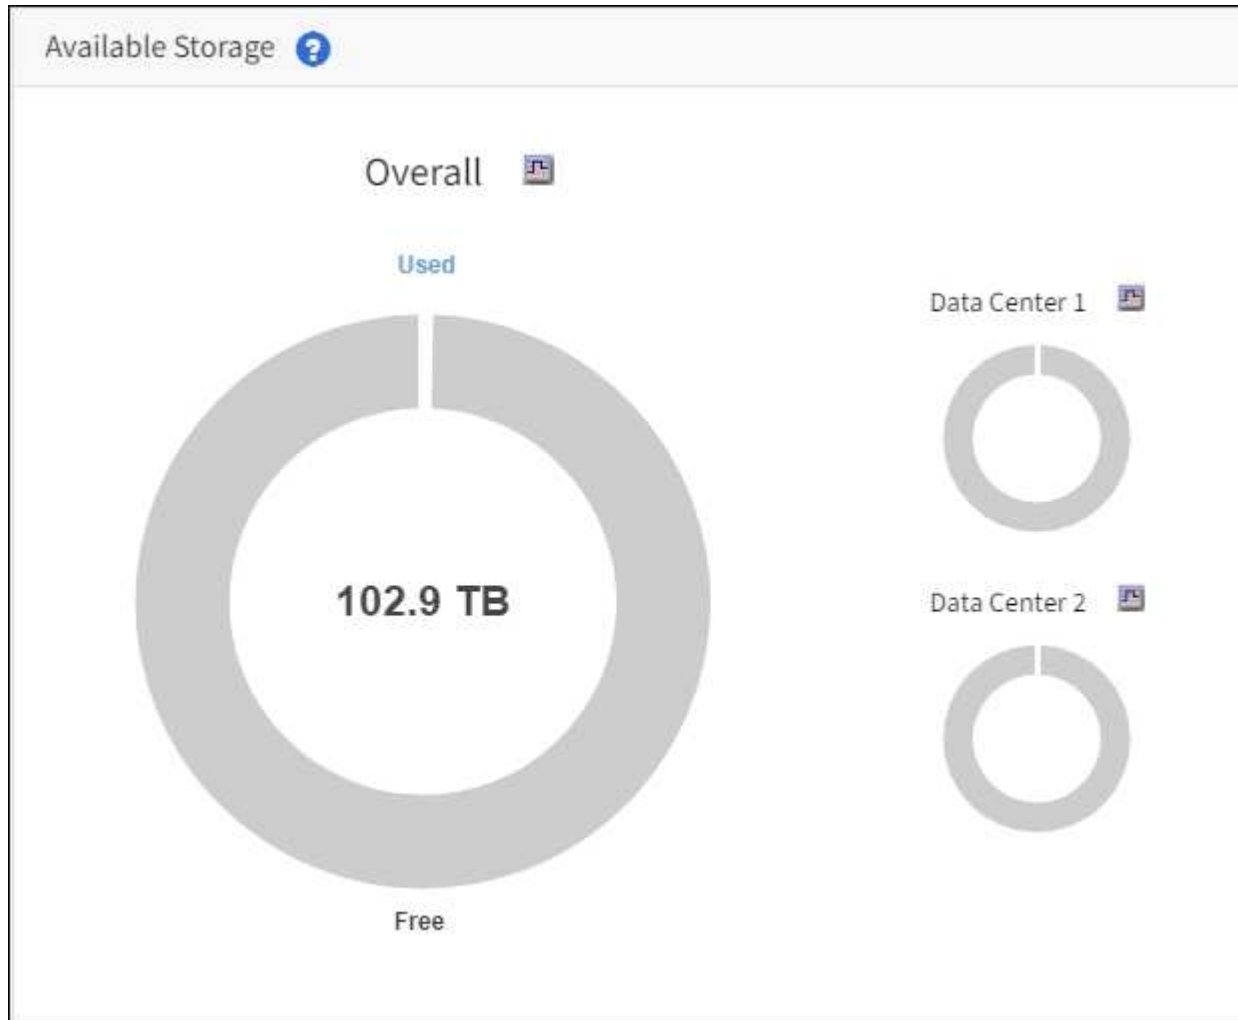 Available Storage ?
Overall
Used
Data Center 1
102.9 TB
Data Center 2
Free